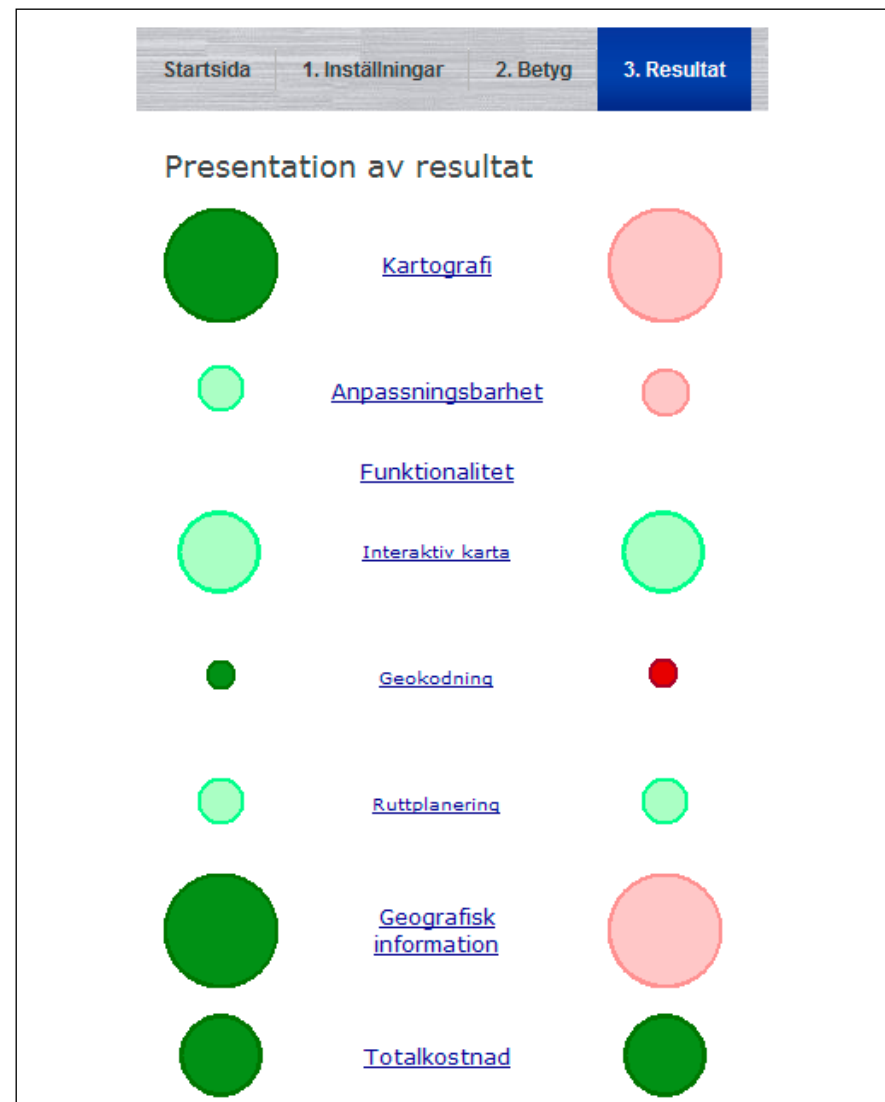 Startsida 1. Inställningar 2. Betyg 3. Resultat
Presentation av resultat
Kartografi
Anpassningsbarhet
Funktionalitet
Interaktiv karta
Geokodning
Ruttplanering
Geografisk
information
Totalkostnad